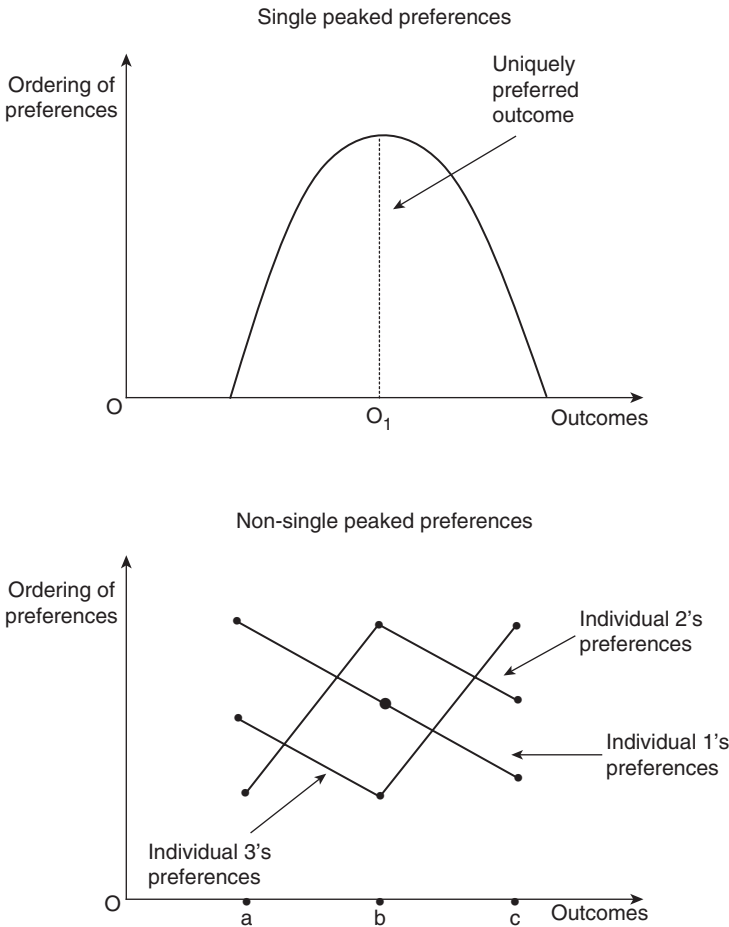 Single peaked preferences
Ordering of
preferences
Uniquely
preferred
outcome
O
O1
Outcomes
Non-single peaked preferences
Ordering of
preferences
Individual 2's
preferences
Individual 1's
preferences
Individual 3's
preferences
O
a
b
c
Outcomes